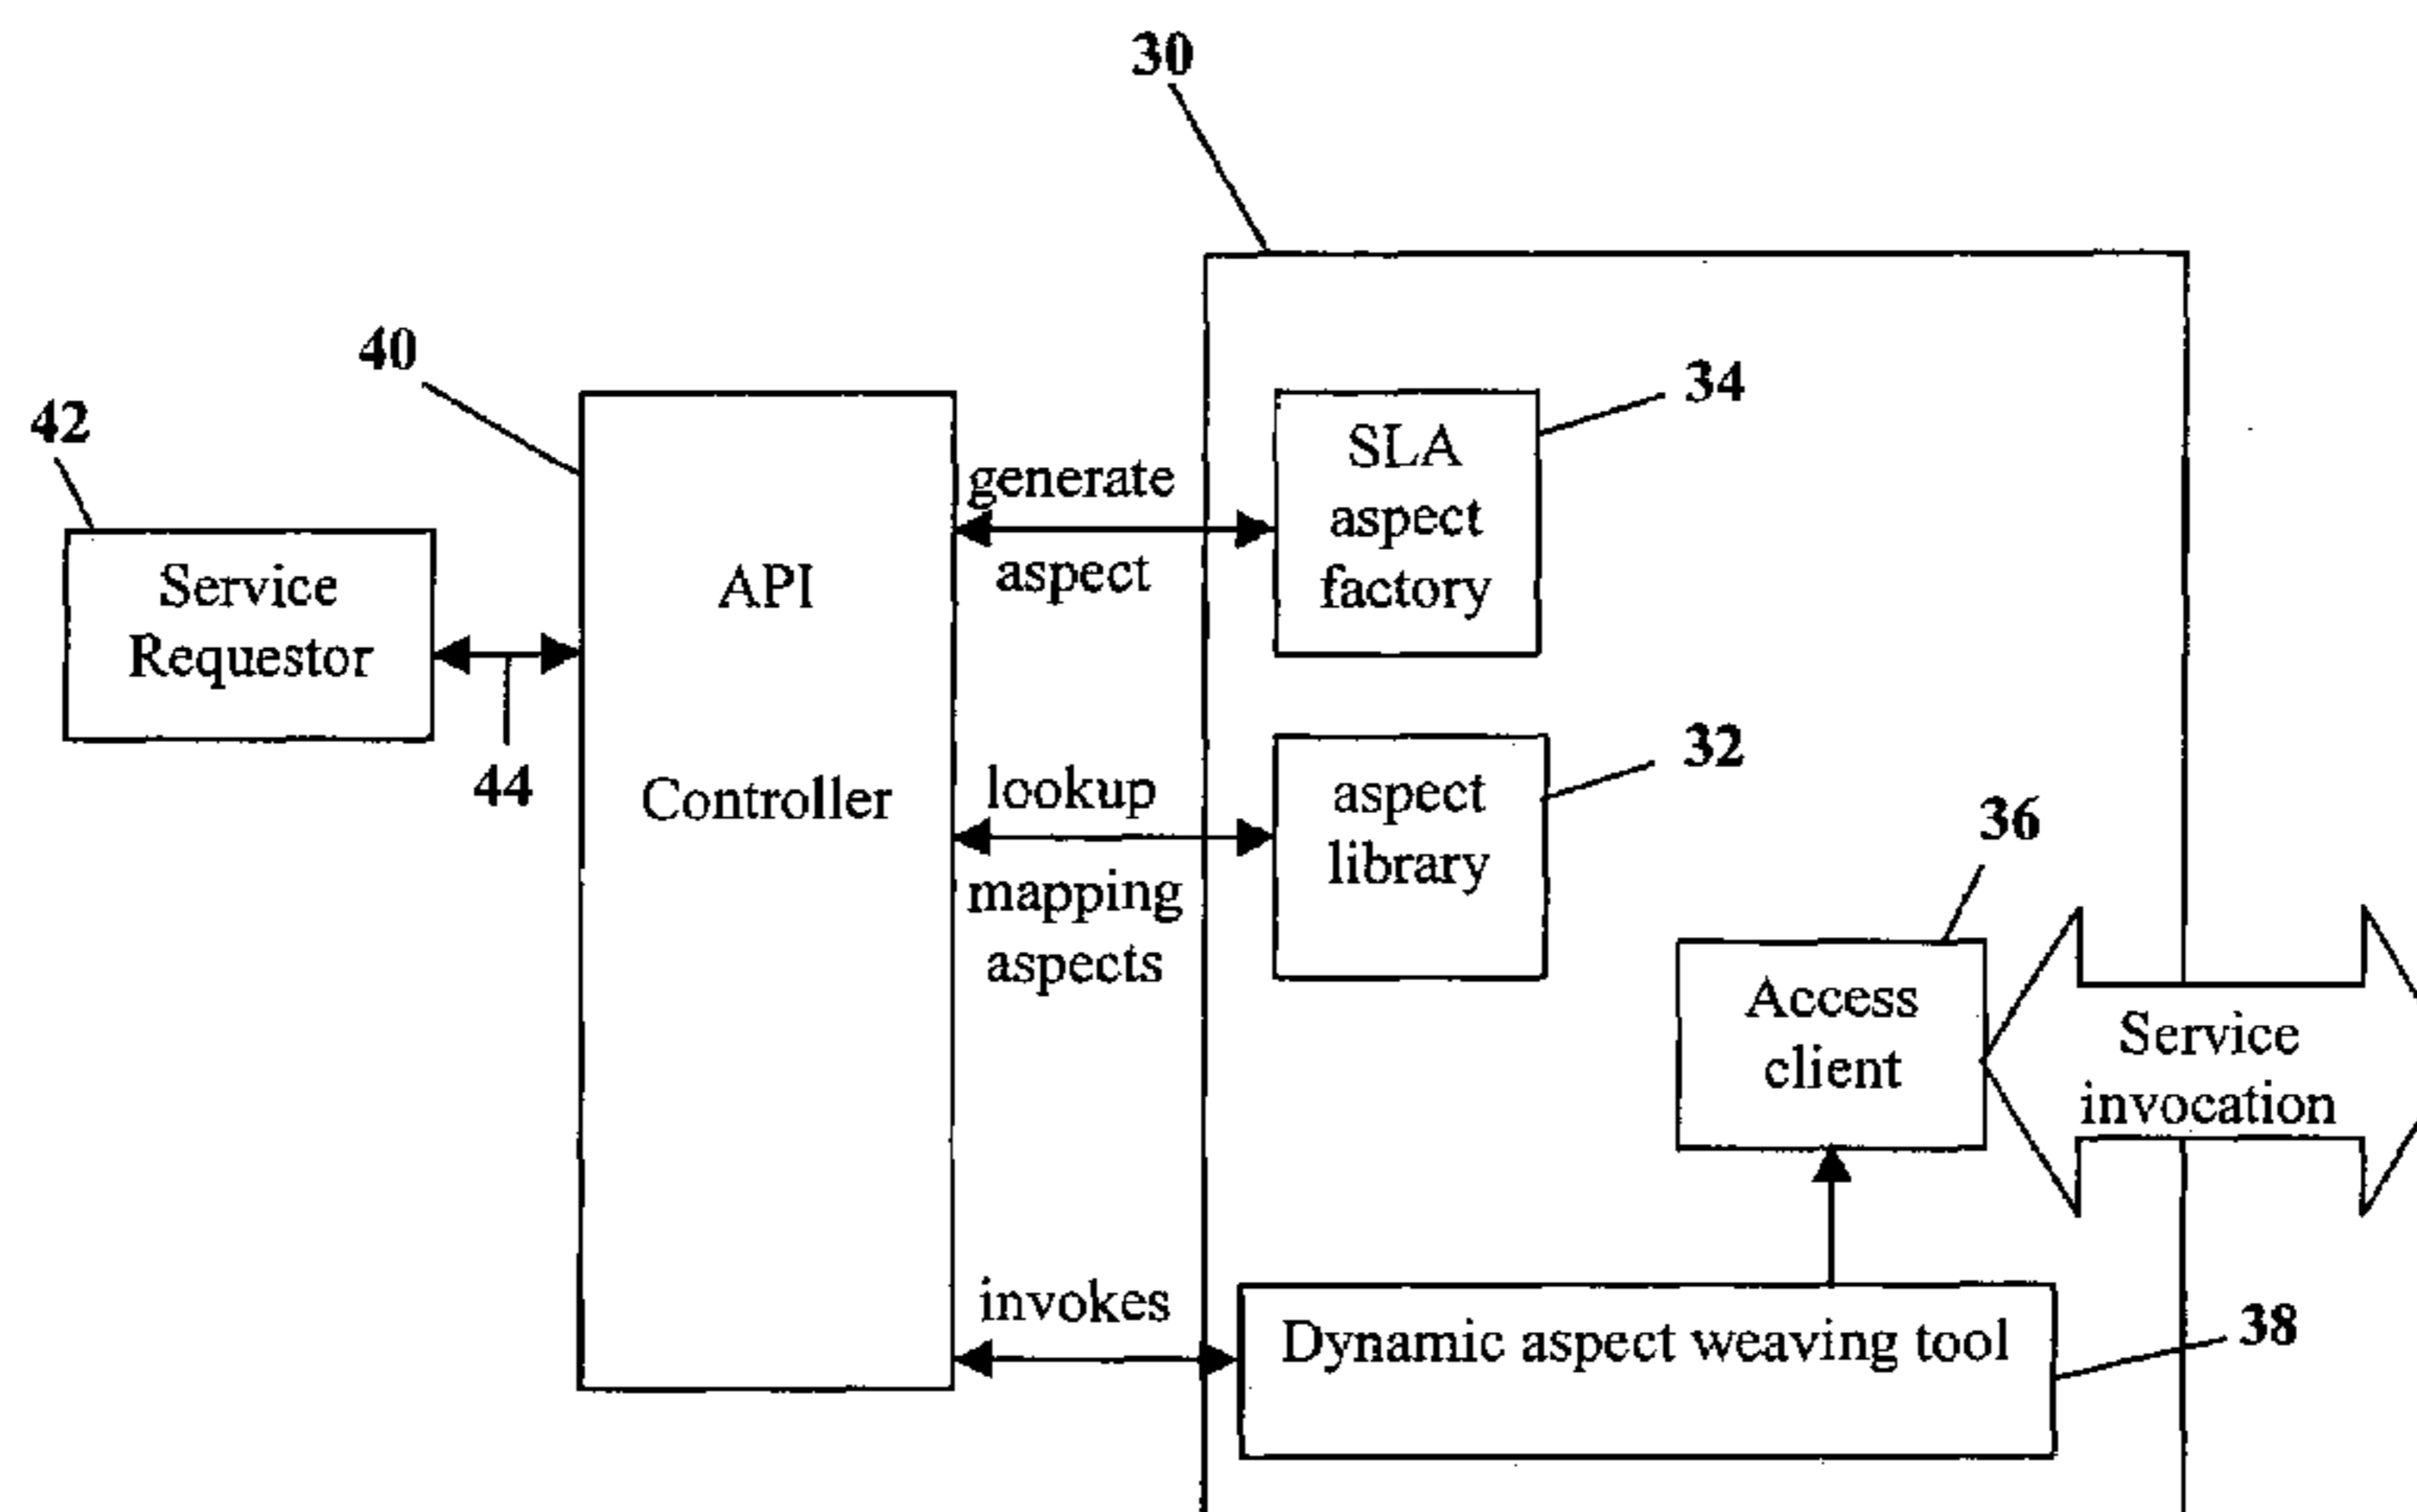 30
40
42
34
SLA
aspect
factory
generate
aspect
Service
Requestor
API
Controller
44
lookup
mapping
aspects
32
aspect
library
36
Access
client
Service
invocation
invokes
Dynamic aspect weaving tool
38